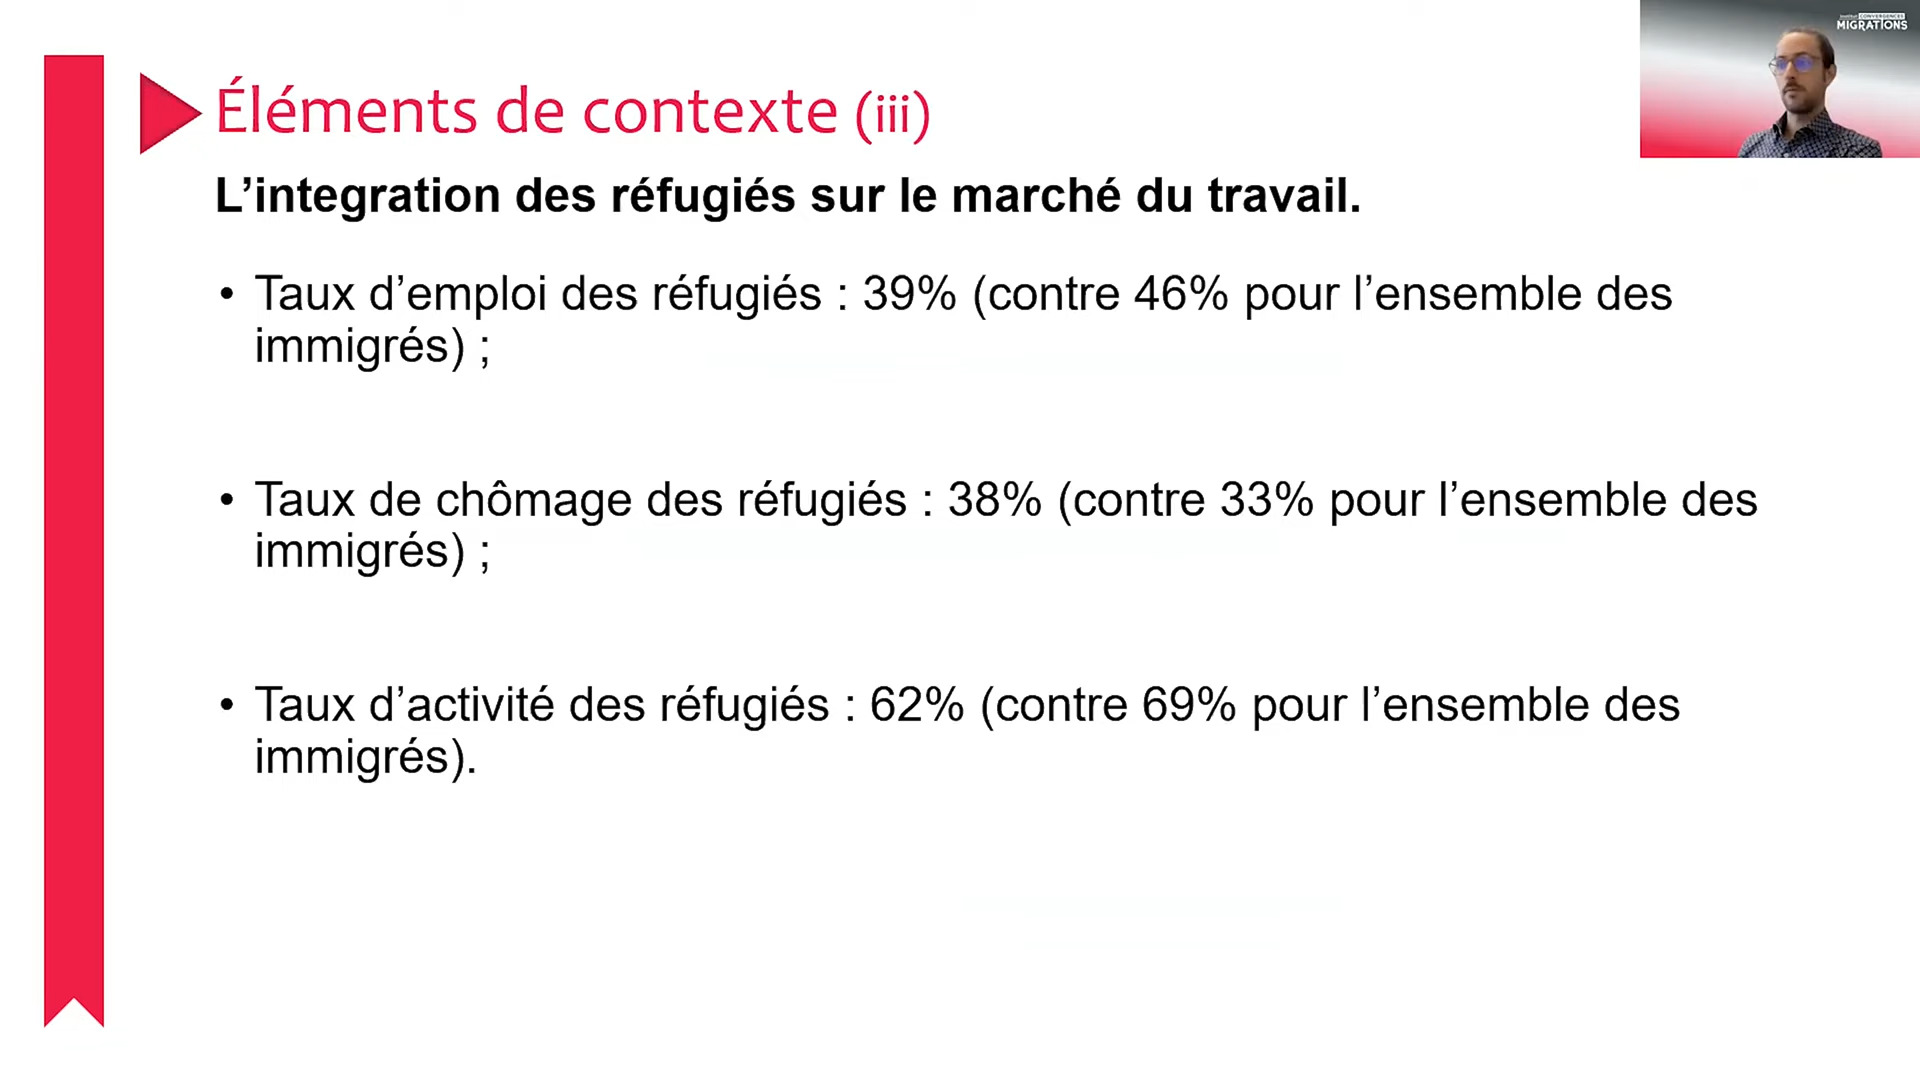 MIGRATIONS
Éléments de contexte (iii)
L’integration des réfugiés sur le marché du travail.
• Taux d’emploi des réfugiés : 39% (contre 46% pour l’ensemble des
immigrés) ;
• Taux de chômage des réfugiés : 38% (contre 33% pour l’ensemble des
immigrés) ;
• Taux d’activité des réfugiés : 62% (contre 69% pour l’ensemble des
immigrés).